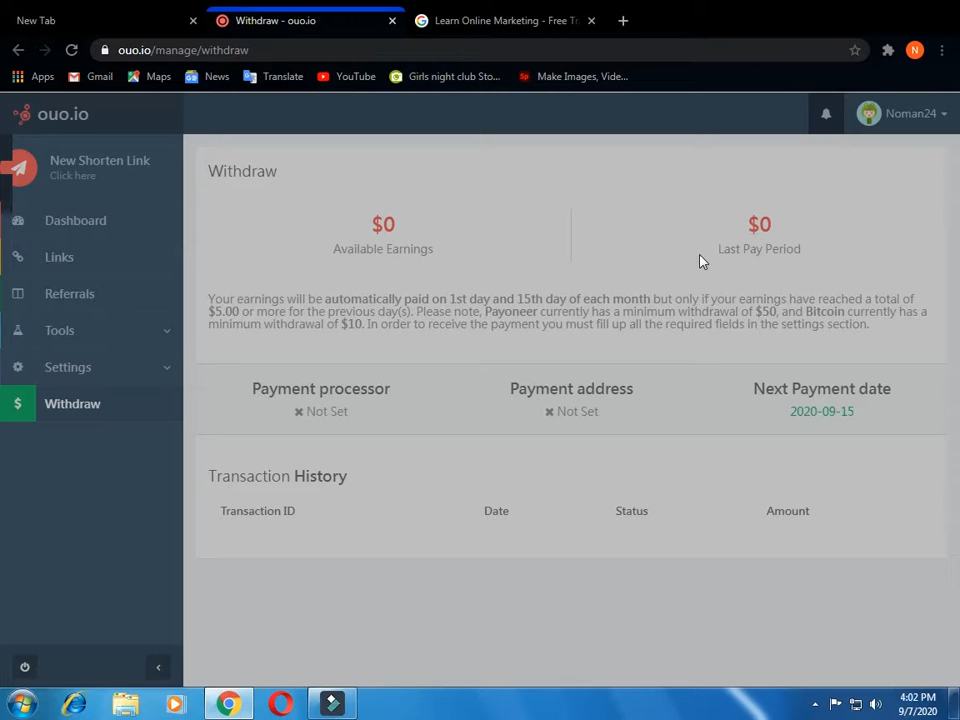 New Tab
Withdraw - ouo.io
Learn Online Marketing - Free Tr
ouo.io/manage/withdraw
N
Apps
Gmail
Maps
News
Translate
YouTube
Girls night club Sto...
Sp
Make Images, Vide...
ouo.io
Noman24
New Shorten Link
Click here
Dashboard
Links
Referrals
Tools
Settings
$ Withdraw
Withdraw
$0
Available Earnings
$0
Last Pay Period
Your earnings will be automatically paid on 1st day and 15th day of each month but only if your earnings have reached a total of
$5.00 or more for the previous day(s). Please note, Payoneer currently has a minimum withdrawal of $50, and Bitcoin currently has a
minimum withdrawal of $10. In order to receive the payment you must fill up all the required fields in the settings section.
Payment processor
Not Set
Payment address
Not Set
Next Payment date
2020-09-15
Transaction History
Transaction ID Date Status Amount
4:02 PM
9/7/2020